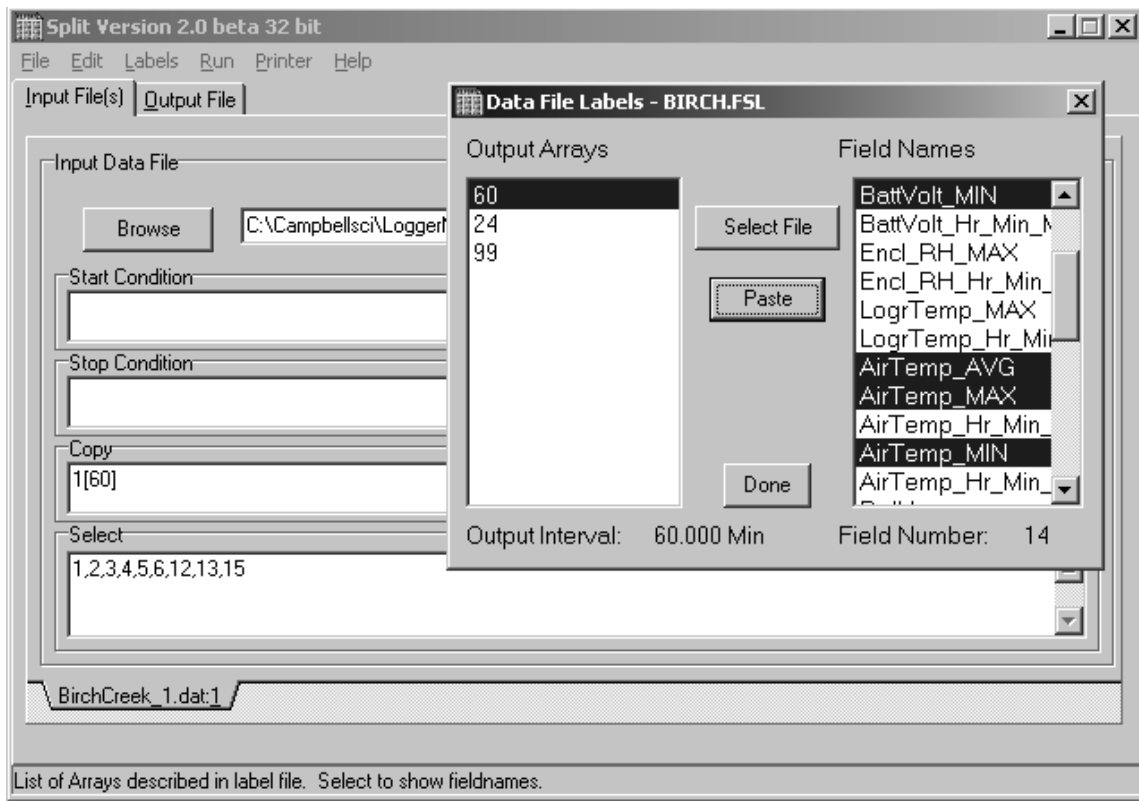 Split Version 2.0 beta 32 bit
File Edit Labels Run Printer Help
Input File(s) Output File
Input Data File
Browse C:\Campbellsci\Logger
Start Condition
Stop Condition
Copy
1[60]
Select
1,2,3,4,5,6,12,13,15
BirchCreek_1.dat:1
Data File Labels - BIRCH.FSL
Output Arrays
60
24
99
Select File
Paste
Done
Field Names
BattVolt_MIN
BattVolt_Hr_Min_M
Encl_RH_MAX
Encl_RH_Hr_Min_
LogrTemp_MAX
LogrTemp_Hr_Min
AirTemp_AVG
AirTemp_MAX
AirTemp_Hr_Min_
AirTemp_MIN
AirTemp_Hr_Min_
Output Interval: 60.000 Min
Field Number: 14
List of Arrays described in label file. Select to show fieldnames.